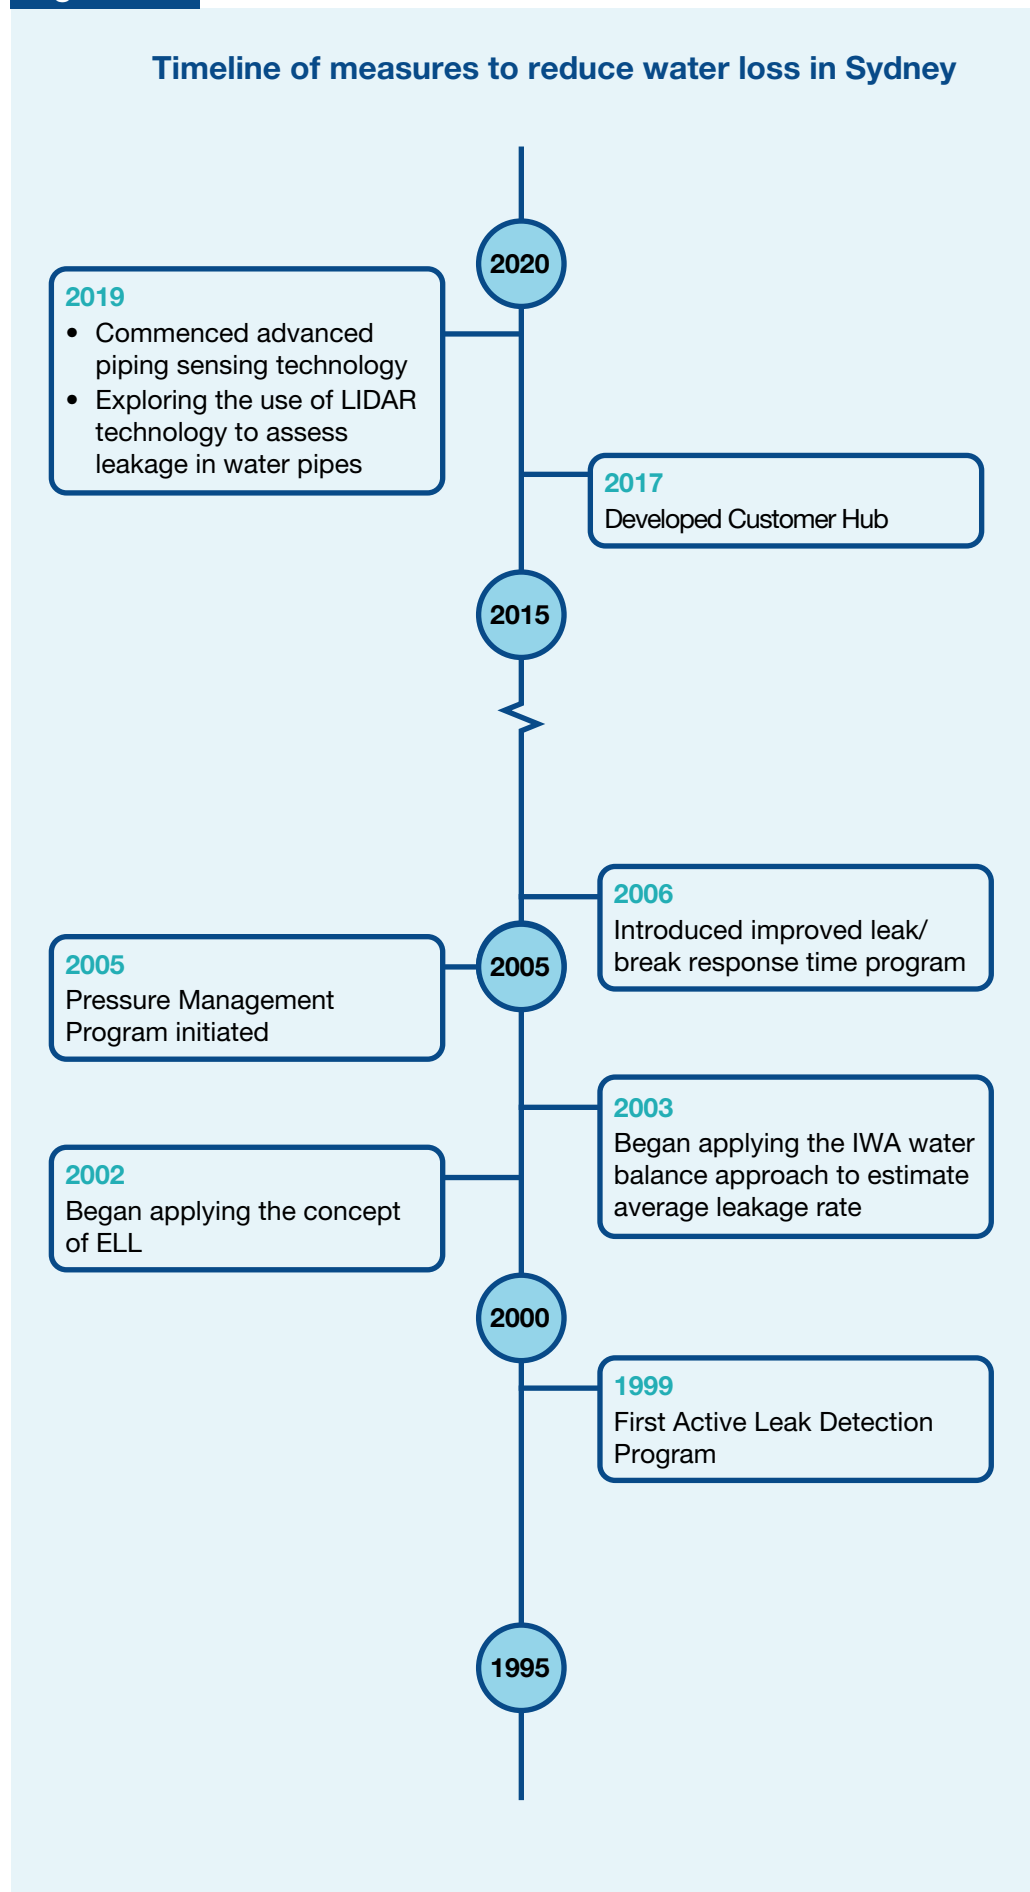 Timeline of measures to reduce water loss in Sydney
2020
2019
• Commenced advanced
piping sensing technology
• Exploring the use of LIDAR
technology to assess
leakage in water pipes
2017
Developed Customer Hub
2015
2006
Introduced improved leak/
break response time program
2005
2005
Pressure Management
Program initiated
2003
Began applying the IWA water
balance approach to estimate
average leakage rate
2002
Began applying the concept
of ELL
2000
1999
First Active Leak Detection
Program
1995